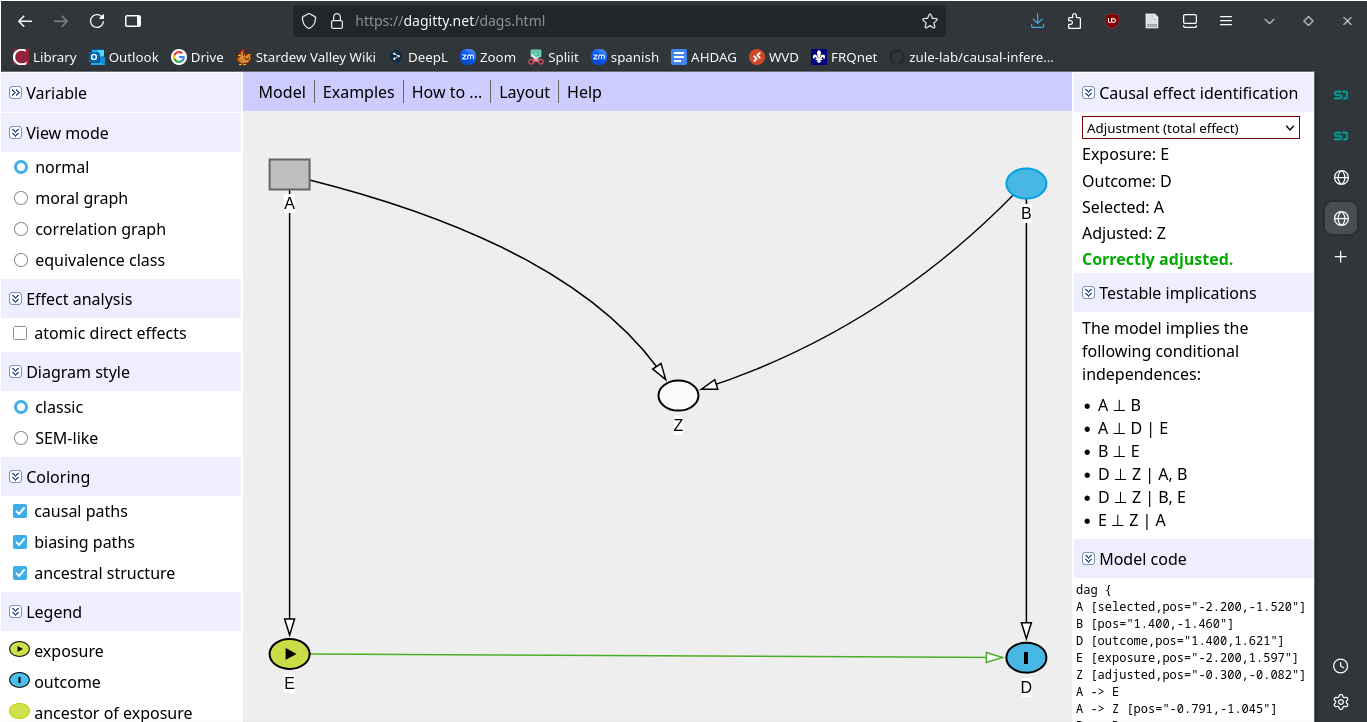 https://dagitty.net/dags.html
Library Outlook Drive Stardew Valley Wiki DeepL Zoom Spliit spanish AHDAG WVD FRQnet zule-lab/causal-infere…
Variable
View mode
normal
moral graph
correlation graph
equivalence class
Effect analysis
atomic direct effects
Diagram style
classic
SEM-like
Coloring
causal paths
biasing paths
ancestral structure
Legend
exposure
outcome
ancestor of exposure
Model Examples How to ... Layout Help
A
B
Z
E
D
Causal effect identification
Adjustment (total effect)
Exposure: E
Outcome: D
Selected: A
Adjusted: Z
Correctly adjusted.
Testable implications
The model implies the
following conditional
independences:
• A ⊥ B
• A ⊥ D | E
• B ⊥ E
• D ⊥ Z | A, B
• D ⊥ Z | B, E
• E ⊥ Z | A
Model code
dag {
A [selected,pos="-2.200,-1.520"]
B [pos="1.400,-1.460"]
D [outcome,pos="1.400,1.621"]
E [exposure,pos="-2.200,1.597"]
Z [adjusted,pos="-0.300,-0.082"]
A -> E
A -> Z [pos="-0.791,-1.045"]